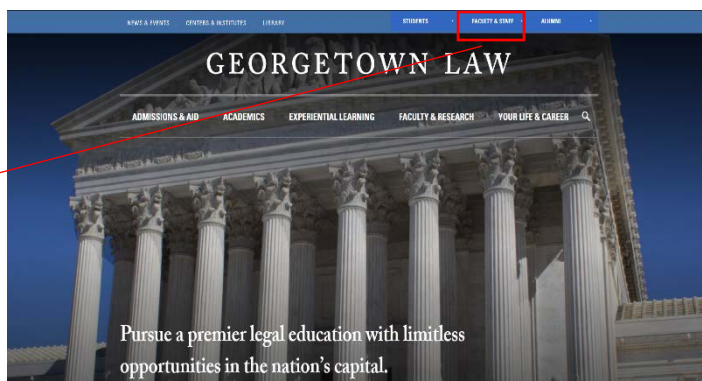 NEWS & EVENTS CENTERS & INSTITUTES LIBRARY STUDENTS FACULTY & STAFF ALUMNI
GEORGETOWN LAW
ADMISSIONS & AID ACADEMICS EXPERIENTIAL LEARNING FACULTY & RESEARCH YOUR LIFE & CAREER
Pursue a premier legal education with limitless
opportunities in the nation's capital.